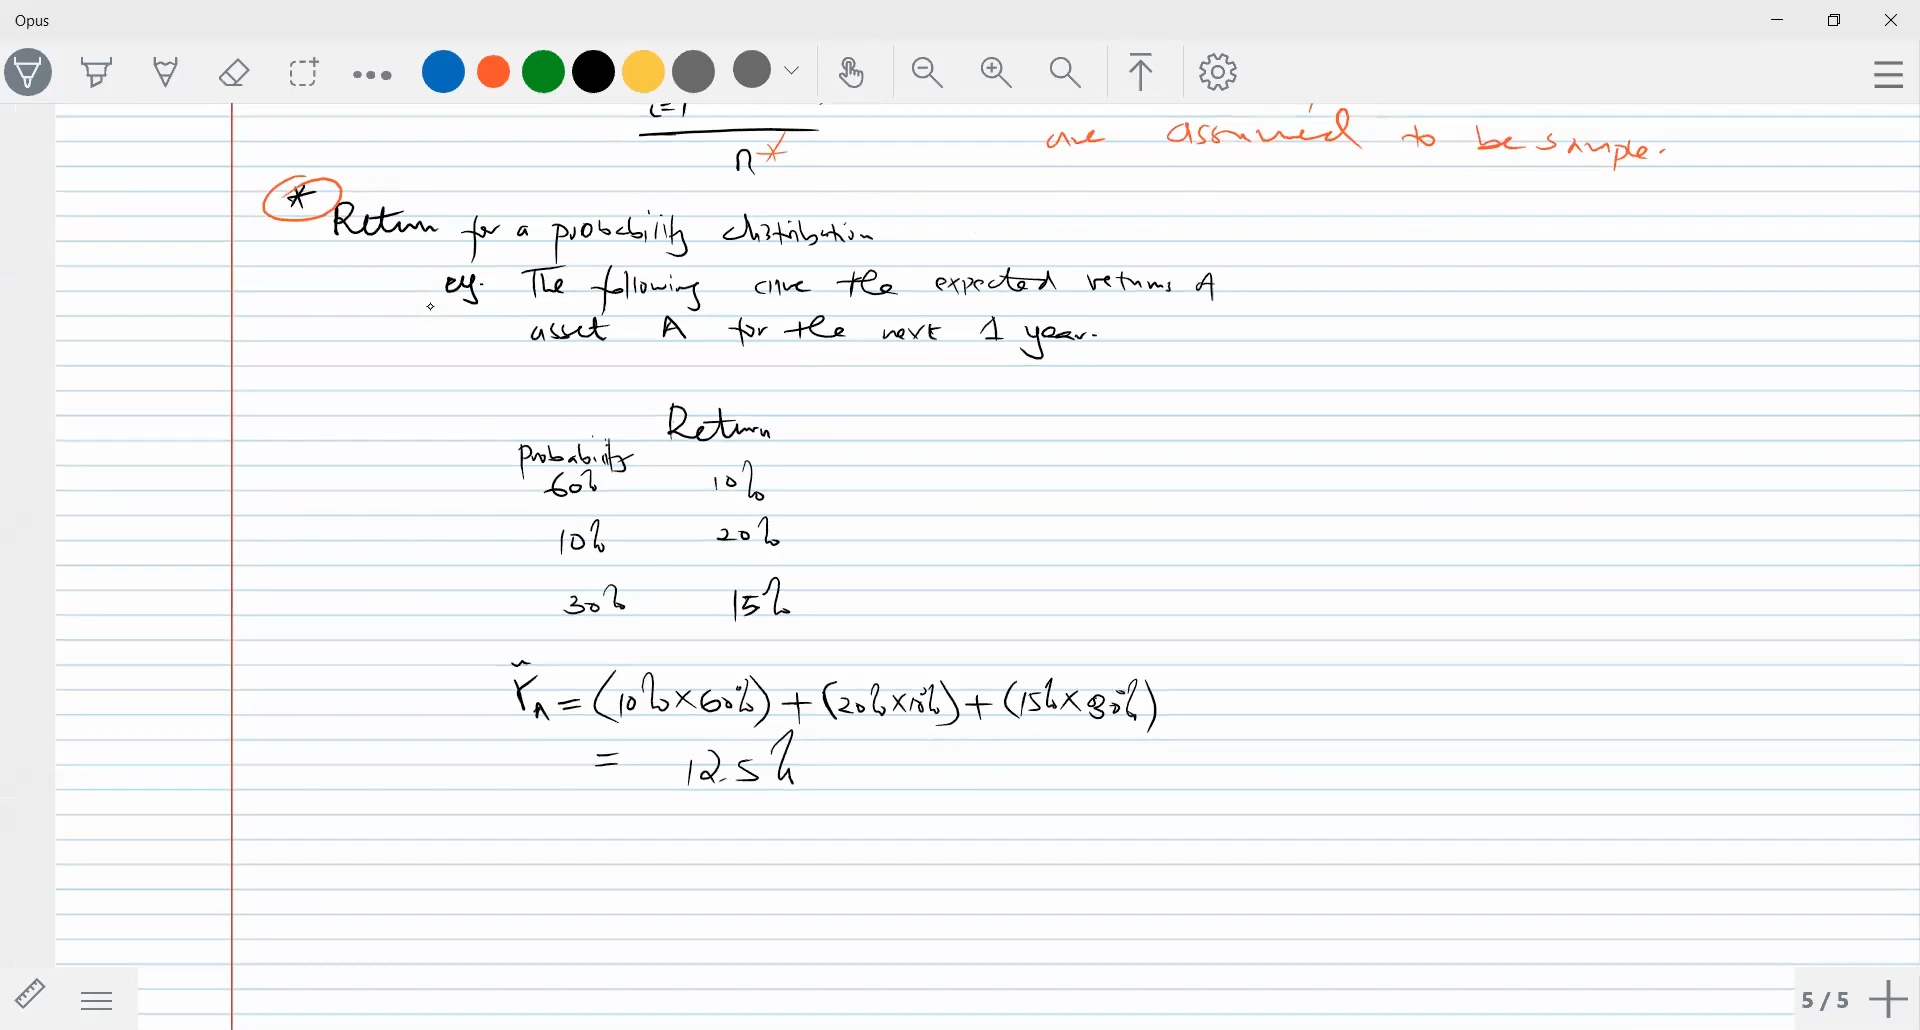 Opus
i=1
n*
are assumed to be sample.
* Return for a probability distribution
eg. The following are the expected returns of
asset A for the next 1 year.
Return
probability
60% 10%
10% 20%
30% 15%
r̂A = (10% × 60%) + (20% × 10%) + (15% × 30%)
= 12.5%
5 / 5